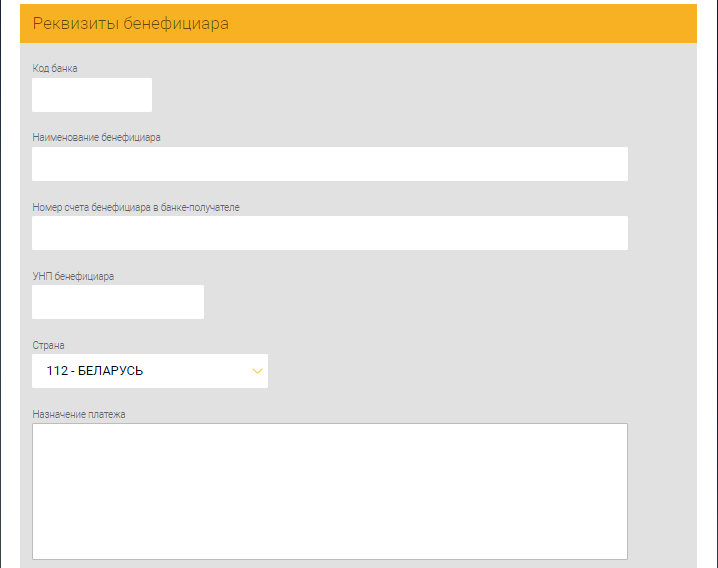 Реквизиты бенефициара
Код банка
Наименование бенефициара
Номер счета бенефициара в банке-получателе
УНП бенефициара
Страна
112 - БЕЛАРУСЬ
Назначение платежа